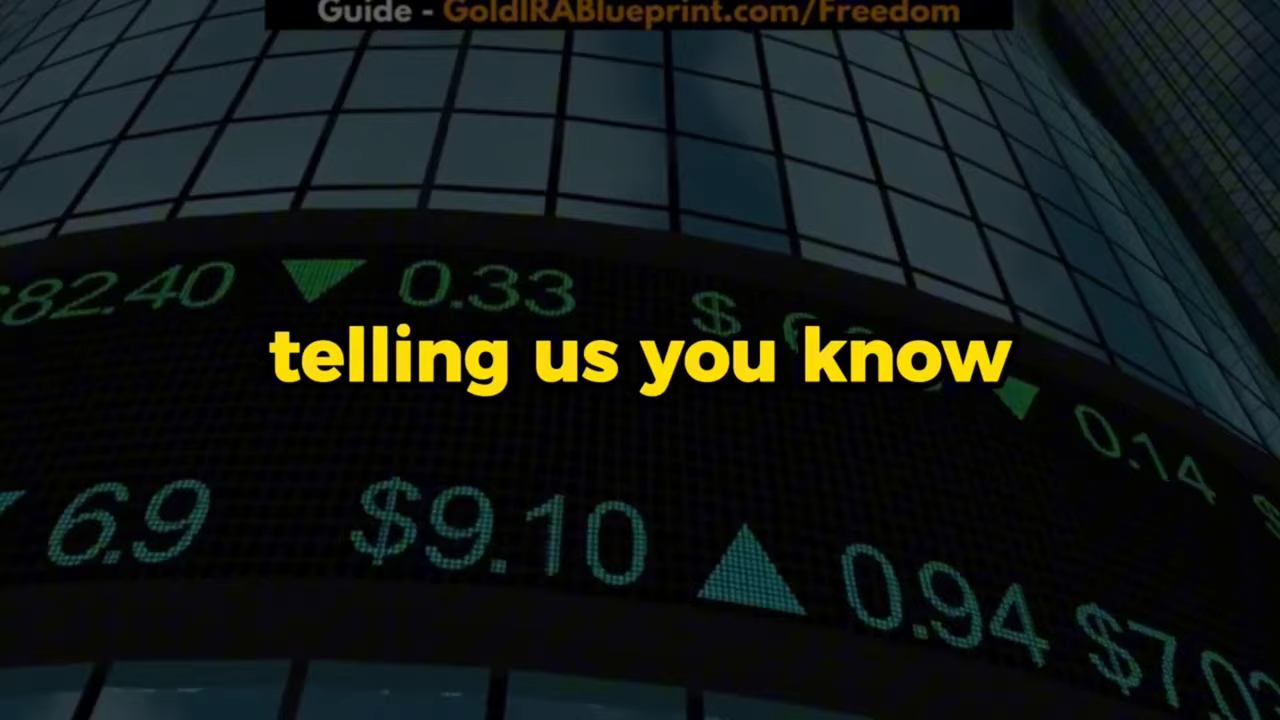 Guide - GoldIRABlueprint.com/Freedom
$82.40 ▼ 0.33 $
telling us you know
0.14
6.9 $9.10 ▲ 0.94 $70